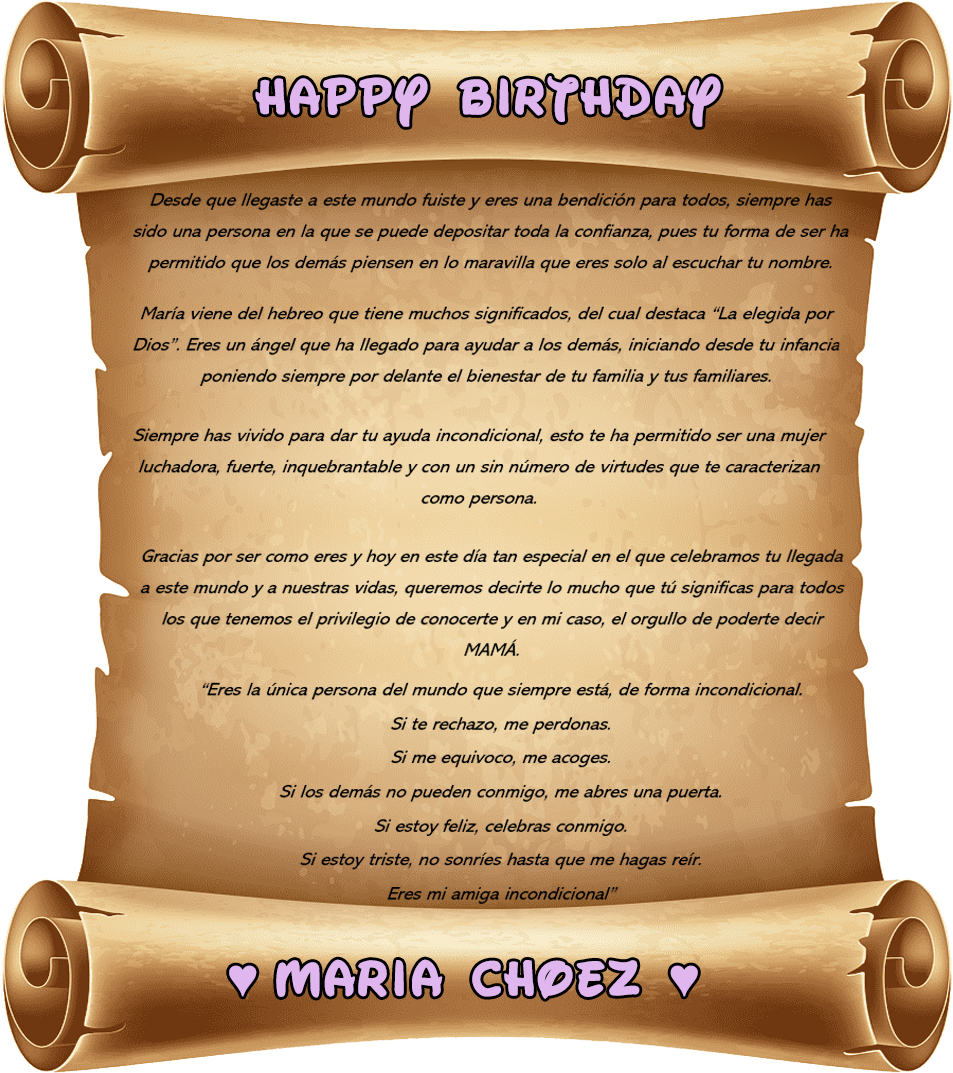 HAPPY BIRTHDAY
Desde que llegaste a este mundo fuiste y eres una bendición para todos, siempre has
sido una persona en la que se puede depositar toda la confianza, pues tu forma de ser ha
permitido que los demás piensen en lo maravilla que eres solo al escuchar tu nombre.
María viene del hebreo que tiene muchos significados, del cual destaca “La elegida por
Dios”. Eres un ángel que ha llegado para ayudar a los demás, iniciando desde tu infancia
poniendo siempre por delante el bienestar de tu familia y tus familiares.
Siempre has vivido para dar tu ayuda incondicional, esto te ha permitido ser una mujer
luchadora, fuerte, inquebrantable y con un sin número de virtudes que te caracterizan
como persona.
Gracias por ser como eres y hoy en este día tan especial en el que celebramos tu llegada
a este mundo y a nuestras vidas, queremos decirte lo mucho que tú significas para todos
los que tenemos el privilegio de conocerte y en mi caso, el orgullo de poderte decir
MAMÁ.
“Eres la única persona del mundo que siempre está, de forma incondicional.
Si te rechazo, me perdonas.
Si me equivoco, me acoges.
Si los demás no pueden conmigo, me abres una puerta.
Si estoy feliz, celebras conmigo.
Si estoy triste, no sonríes hasta que me hagas reír.
Eres mi amiga incondicional”
♥ MARIA CHOEZ ♥